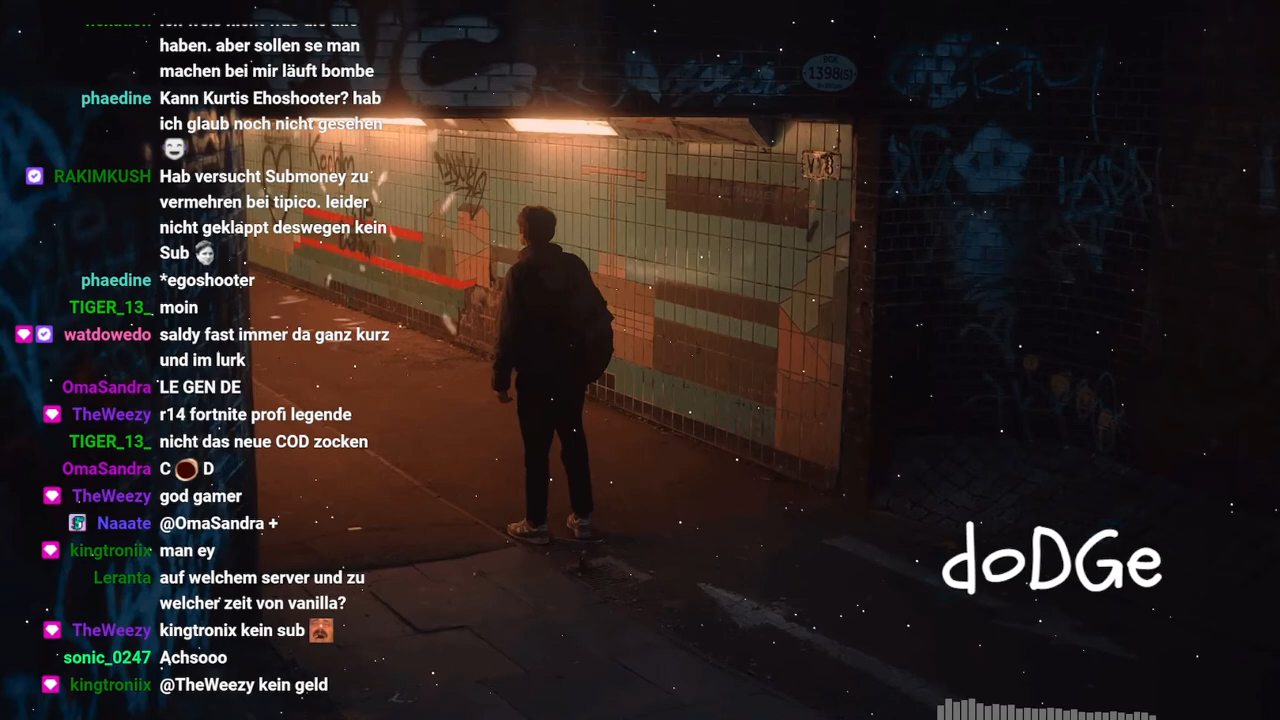 haben. aber sollen se man
machen bei mir läuft bombe
phaedine Kann Kurtis Ehoshooter? hab
ich glaub noch nicht gesehen
RAKIMKUSH Hab versucht Submoney zu
vermehren bei tipico. leider
nicht geklappt deswegen kein
Sub
phaedine *egoshooter
TIGER_13_ moin
watdowedo saldy fast immer da ganz kurz
und im lurk
OmaSandra LE GEN DE
TheWeezy r14 fortnite profi legende
TIGER_13_ nicht das neue COD zocken
OmaSandra C D
TheWeezy god gamer
Naaate @OmaSandra +
kingtroniix man ey
Leranta auf welchem server und zu
welcher zeit von vanilla?
TheWeezy kingtronix kein sub
sonic_0247 Achsooo
kingtroniix @TheWeezy kein geld
1398(S)
doDGe